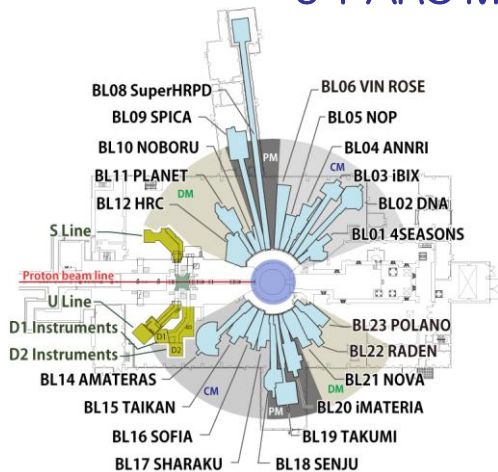 BL08 SuperHRPD
BL09 SPICA
BL10 NOBORU
BL11 PLANET
BL12 HRC
BL06 VIN ROSE
BL05 NOP
BL04 ANNRI
BL03 iBIX
BL02 DNA
BL01 4SEASONS
PM
CM
DM
S Line
Proton beam line
U Line
D1 Instruments
D2 Instruments
D1
D2
BL14 AMATERAS
BL15 TAIKAN
BL16 SOFIA
BL17 SHARAKU
BL18 SENJU
BL19 TAKUMI
BL20 iMATERIA
BL21 NOVA
BL22 RADEN
BL23 POLANO
CM
PM
DM